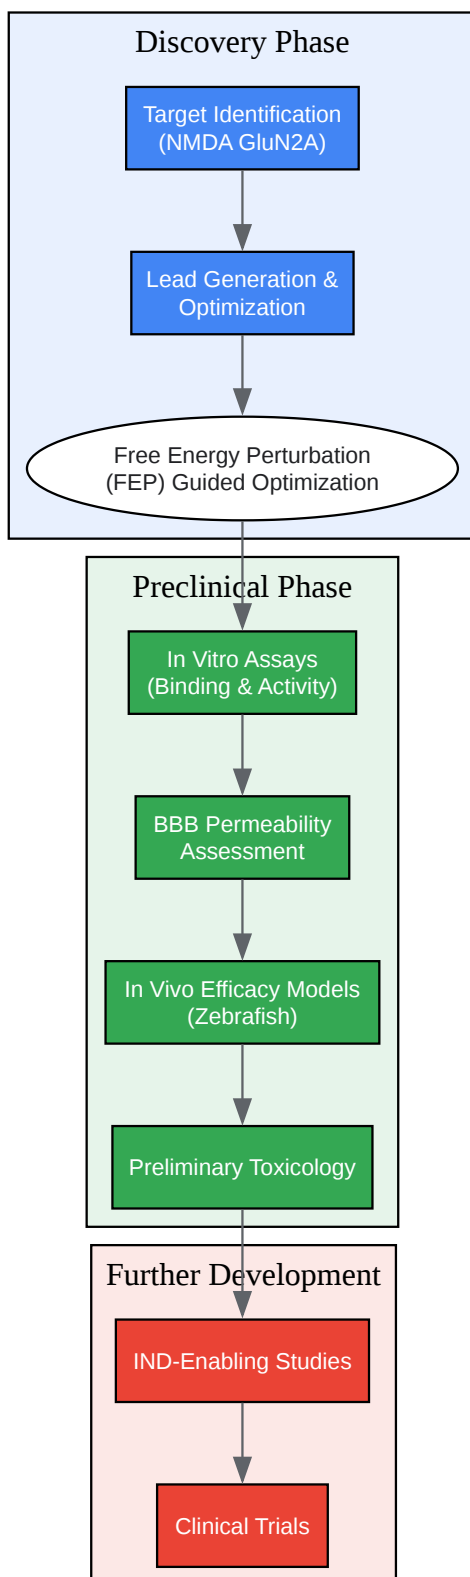 Discovery Phase
Target Identification
(NMDA GluN2A)
Lead Generation &
Optimization
Free Energy Perturbation
(FEP) Guided Optimization
Preclinical Phase
In Vitro Assays
(Binding & Activity)
BBB Permeability
Assessment
In Vivo Efficacy Models
(Zebrafish)
Preliminary Toxicology
Further Development
IND-Enabling Studies
Clinical Trials